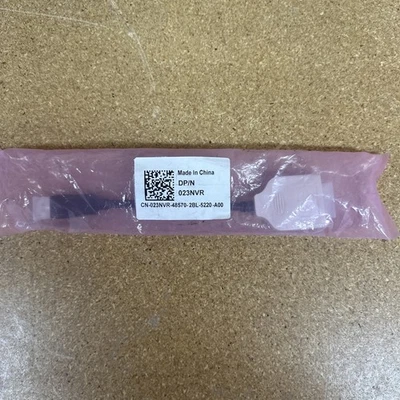 Made In China
DP/N
023NVR
CN-023NVR-48570-2BL-5220-A00